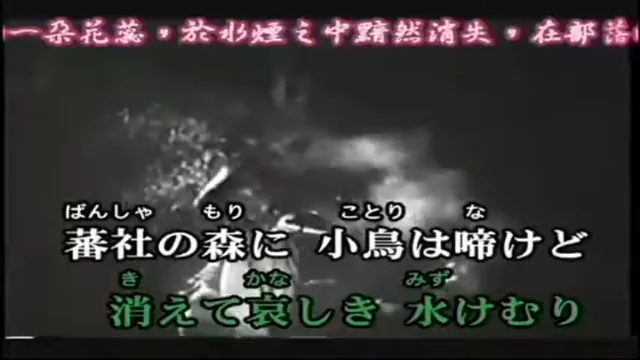 一朵花蕊，於水煙之中黯然消失，在部落
ばんしゃ もり ことり な
蕃社の森に 小鳥は啼けど
き かな みず
消えて哀しき 水けむり